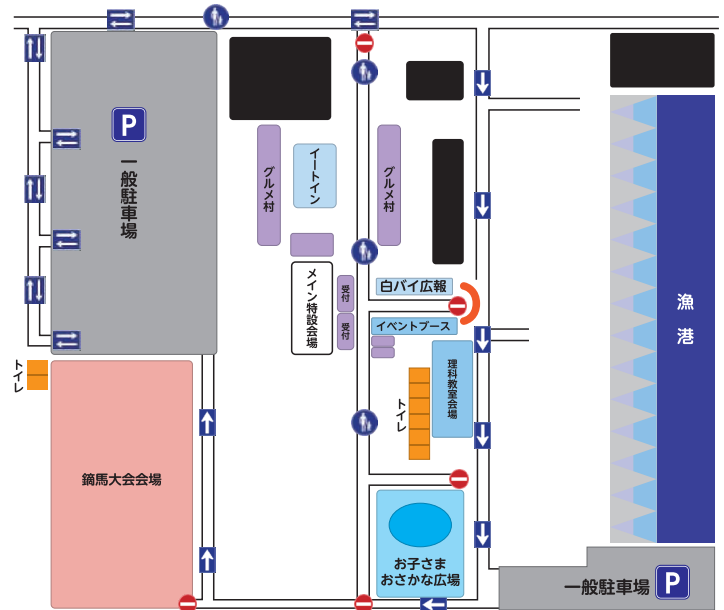 P
一般駐車場
グルメ村
イートイン
グルメ村
メイン特設会場
受付
受付
白バイ広報
イベントブース
理科教室会場
トイレ
トイレ
鏑馬大会会場
お子さま
おさかな広場
漁港
一般駐車場
P